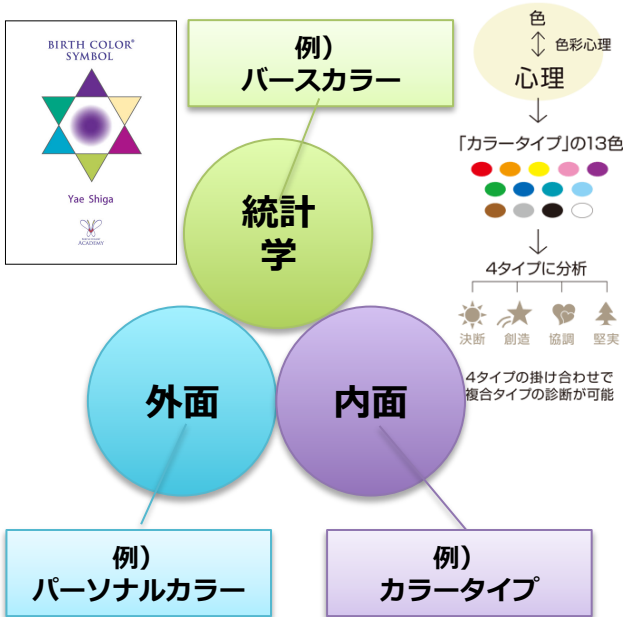 BIRTH COLOR®
SYMBOL
Yae Shiga
ACADEMY
例）
バースカラー
色
色彩心理
心理
「カラータイプ」の13色
4タイプに分析
決断 創造 協調 堅実
4タイプの掛け合わせで
複合タイプの診断が可能
統計
学
外面
内面
例）
パーソナルカラー
例）
カラータイプ